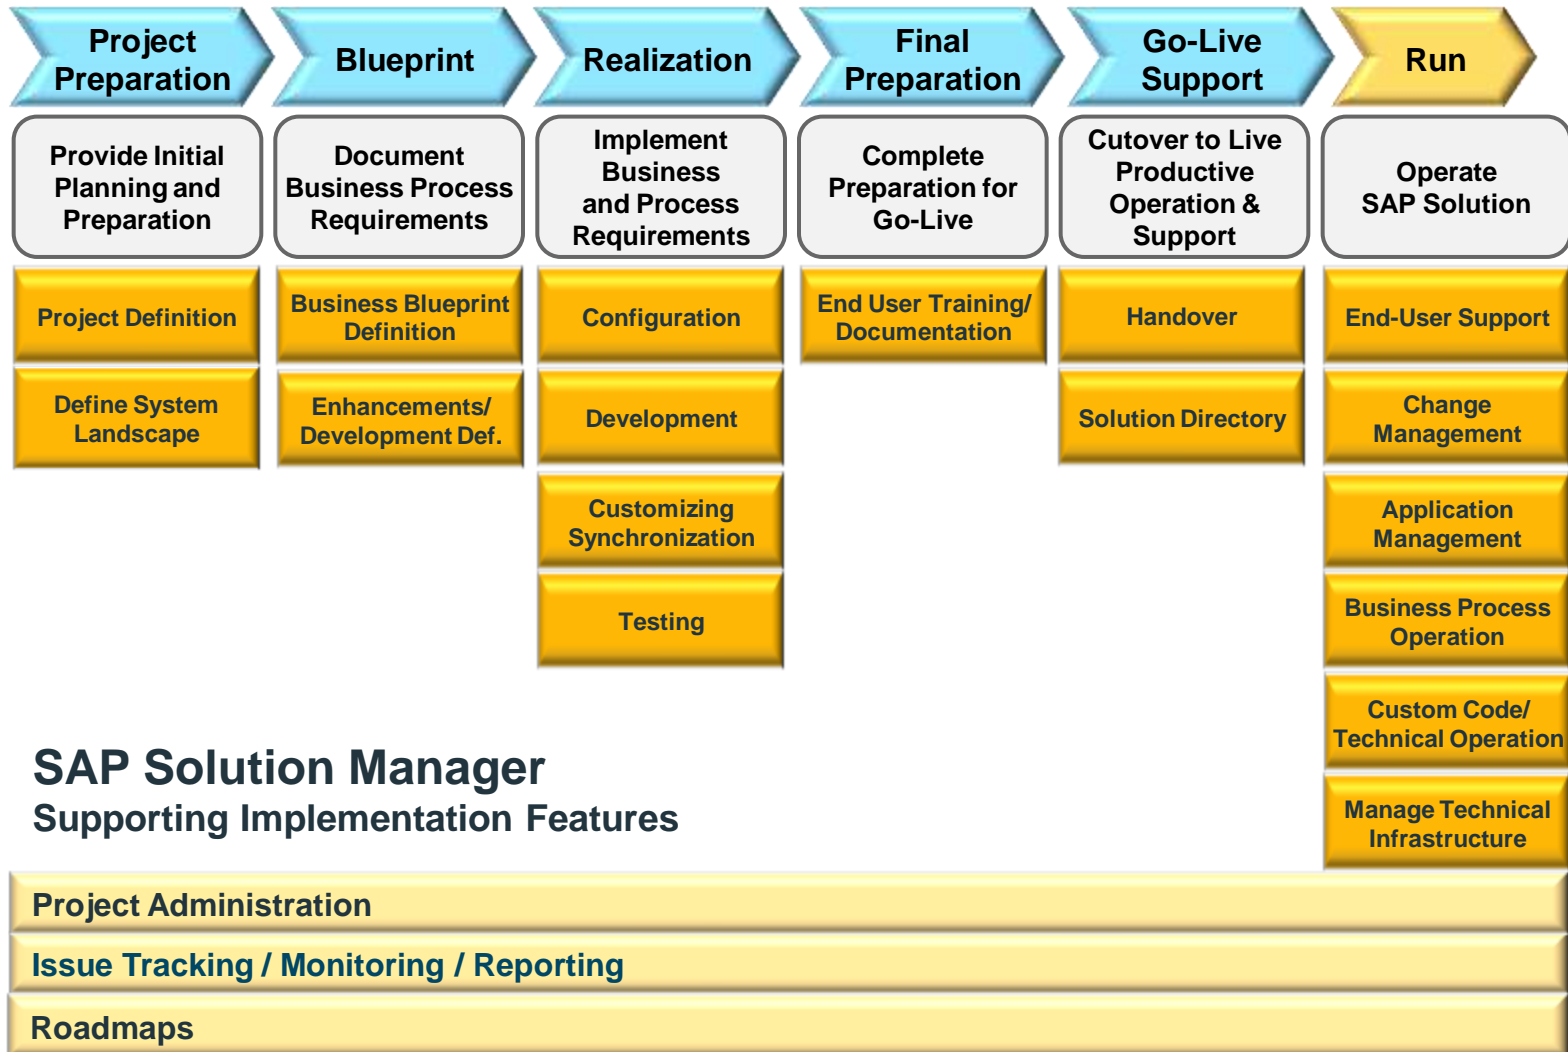 Project
Preparation
Blueprint
Realization
Final
Preparation
Go-Live
Support
Run
Provide Initial
Planning and
Preparation
Document
Business Process
Requirements
Implement
Business
and Process
Requirements
Complete
Preparation for
Go-Live
Cutover to Live
Productive
Operation &
Support
Operate
SAP Solution
Project Definition
Business Blueprint
Definition
Configuration
End User Training/
Documentation
Handover
End-User Support
Define System
Landscape
Enhancements/
Development Def.
Development
Solution Directory
Change
Management
Customizing
Synchronization
Application
Management
Testing
Business Process
Operation
Custom Code/
Technical Operation
Manage Technical
Infrastructure
SAP Solution Manager
Supporting Implementation Features
Project Administration
Issue Tracking / Monitoring / Reporting
Roadmaps